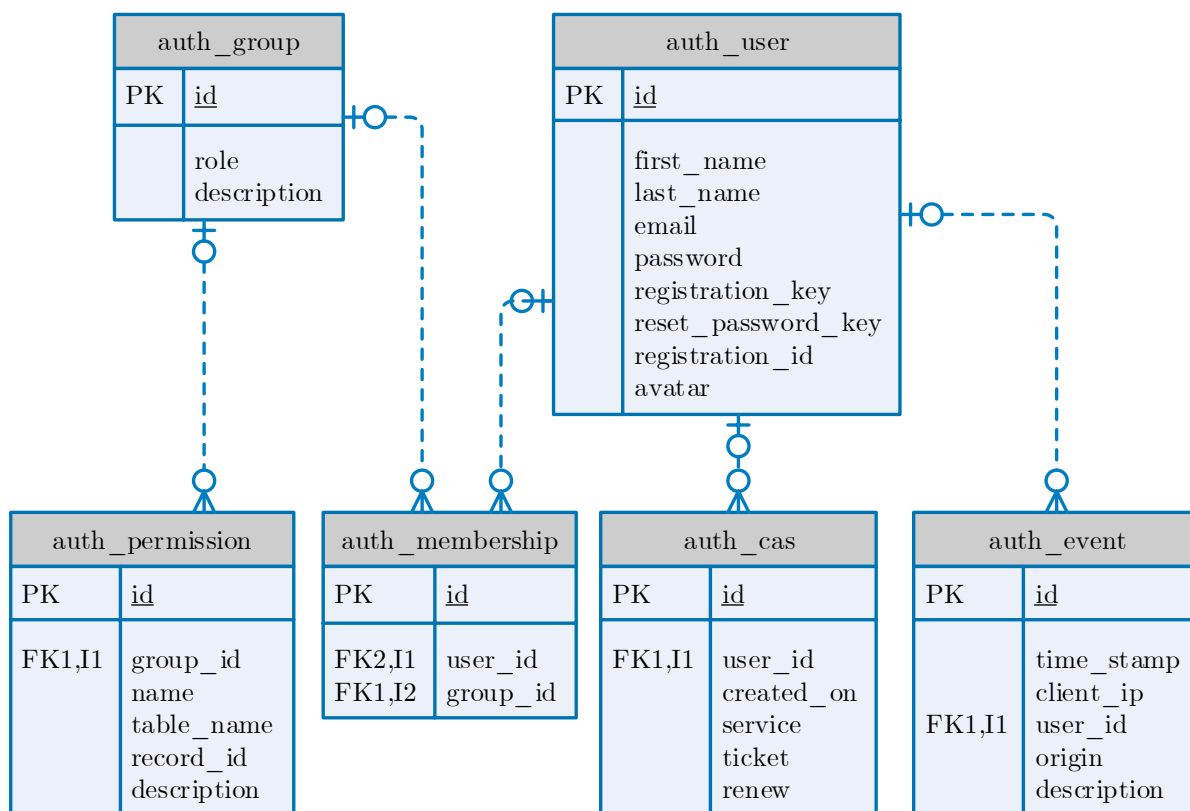 auth_group
PK id
role
description
auth_user
PK id
first_name
last_name
email
password
registration_key
reset_password_key
registration_id
avatar
auth_permission
PK id
FK1,I1 group_id
name
table_name
record_id
description
auth_membership
PK id
FK2,I1 user_id
FK1,I2 group_id
auth_cas
PK id
FK1,I1 user_id
created_on
service
ticket
renew
auth_event
PK id
time_stamp
client_ip
FK1,I1 user_id
origin
description